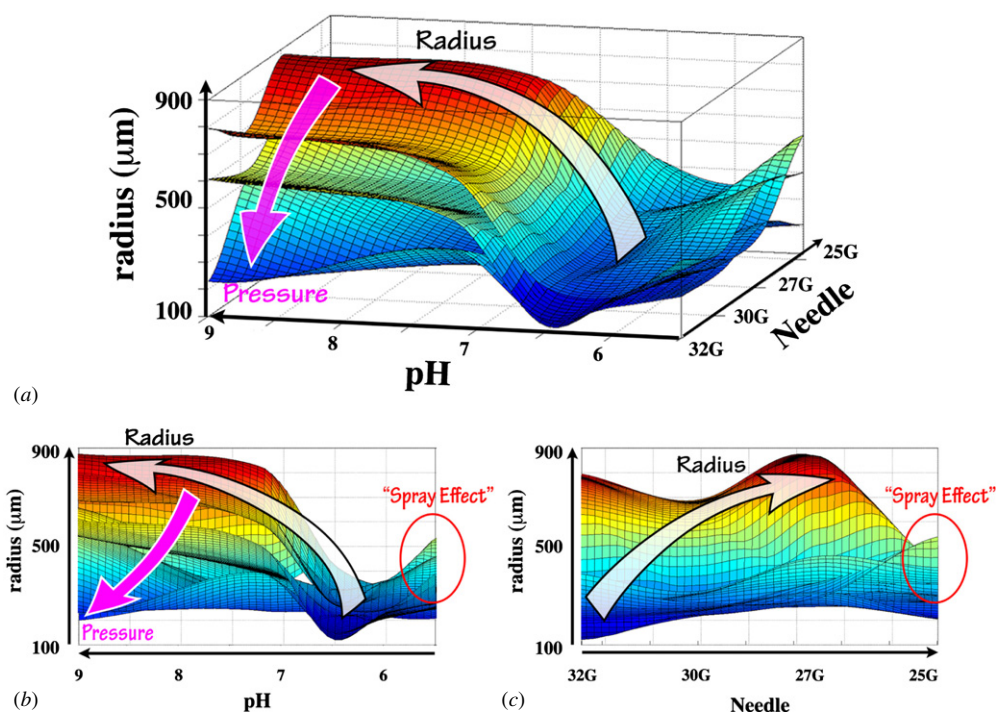 Radius
900
500
100
radius (μm)
Pressure
9
8
7
6
pH
32G
30G
27G
25G
Needle
(a)
Radius
900
500
100
radius (μm)
"Spray Effect"
Pressure
9
8
7
6
pH
(b)
Radius
900
500
100
radius (μm)
"Spray Effect"
32G
30G
27G
25G
Needle
(c)